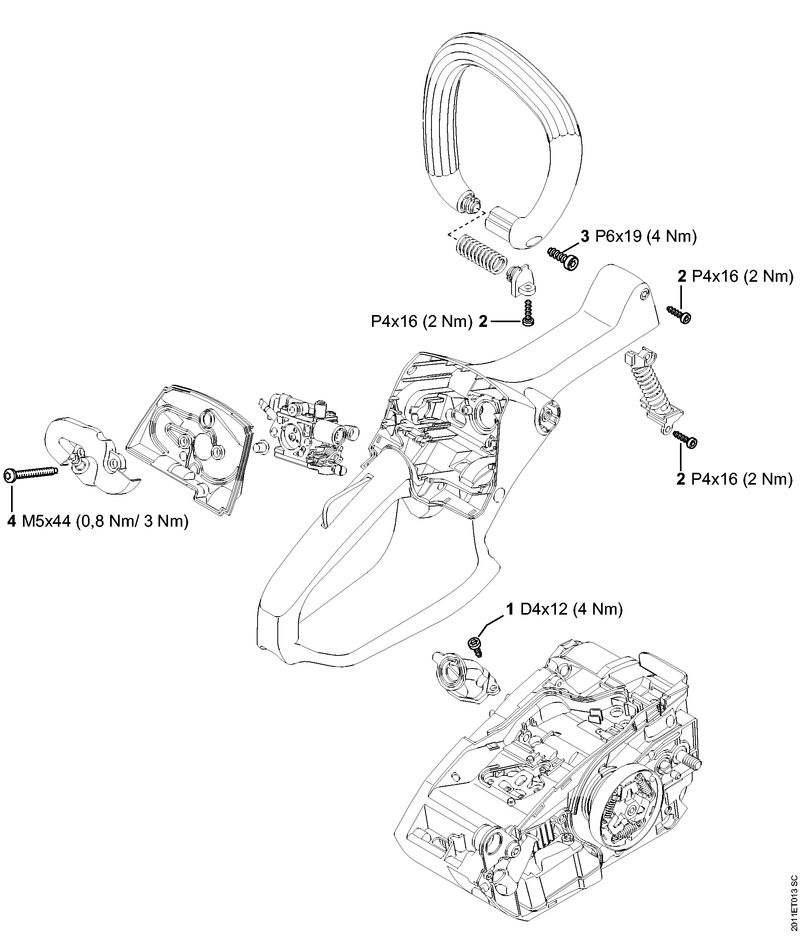 3 P6x19 (4 Nm)
2 P4x16 (2 Nm)
P4x16 (2 Nm) 2
2 P4x16 (2 Nm)
4 M5x44 (0,8 Nm/ 3 Nm)
1 D4x12 (4 Nm)
2011ET013 SC